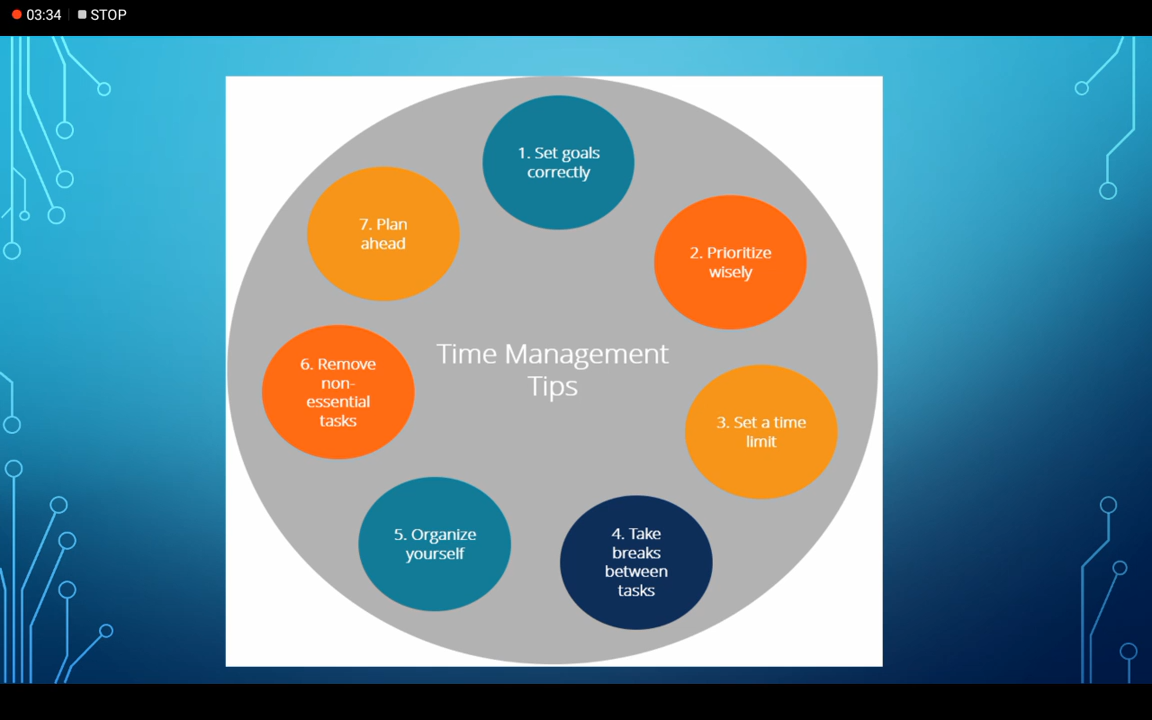 03:34 STOP
1. Set goals
correctly
2. Prioritize
wisely
3. Set a time
limit
4. Take
breaks
between
tasks
5. Organize
yourself
6. Remove
non-
essential
tasks
7. Plan
ahead
Time Management
Tips